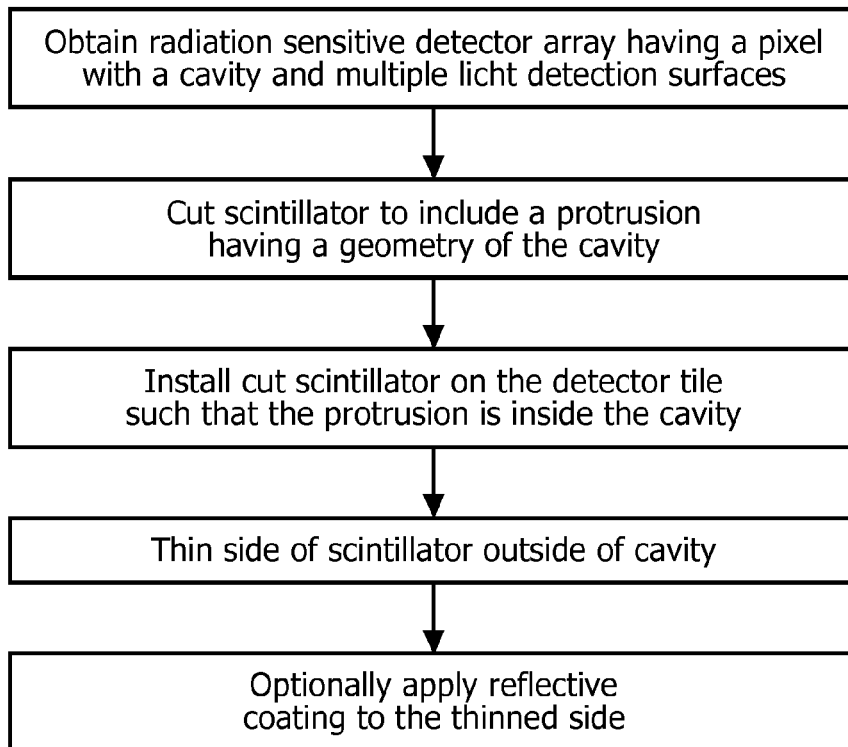 Obtain radiation sensitive detector array having a pixel
with a cavity and multiple licht detection surfaces
Cut scintillator to include a protrusion
having a geometry of the cavity
Install cut scintillator on the detector tile
such that the protrusion is inside the cavity
Thin side of scintillator outside of cavity
Optionally apply reflective
coating to the thinned side